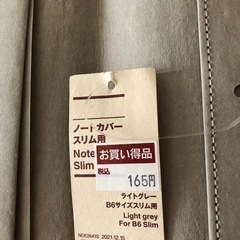 ノートカバー
スリム用
Note
Slim
お買い得品
税込
165円
ライトグレー
B6サイズスリム用
Light grey
For B6 Slim
NOE26A1S 2021.12.15